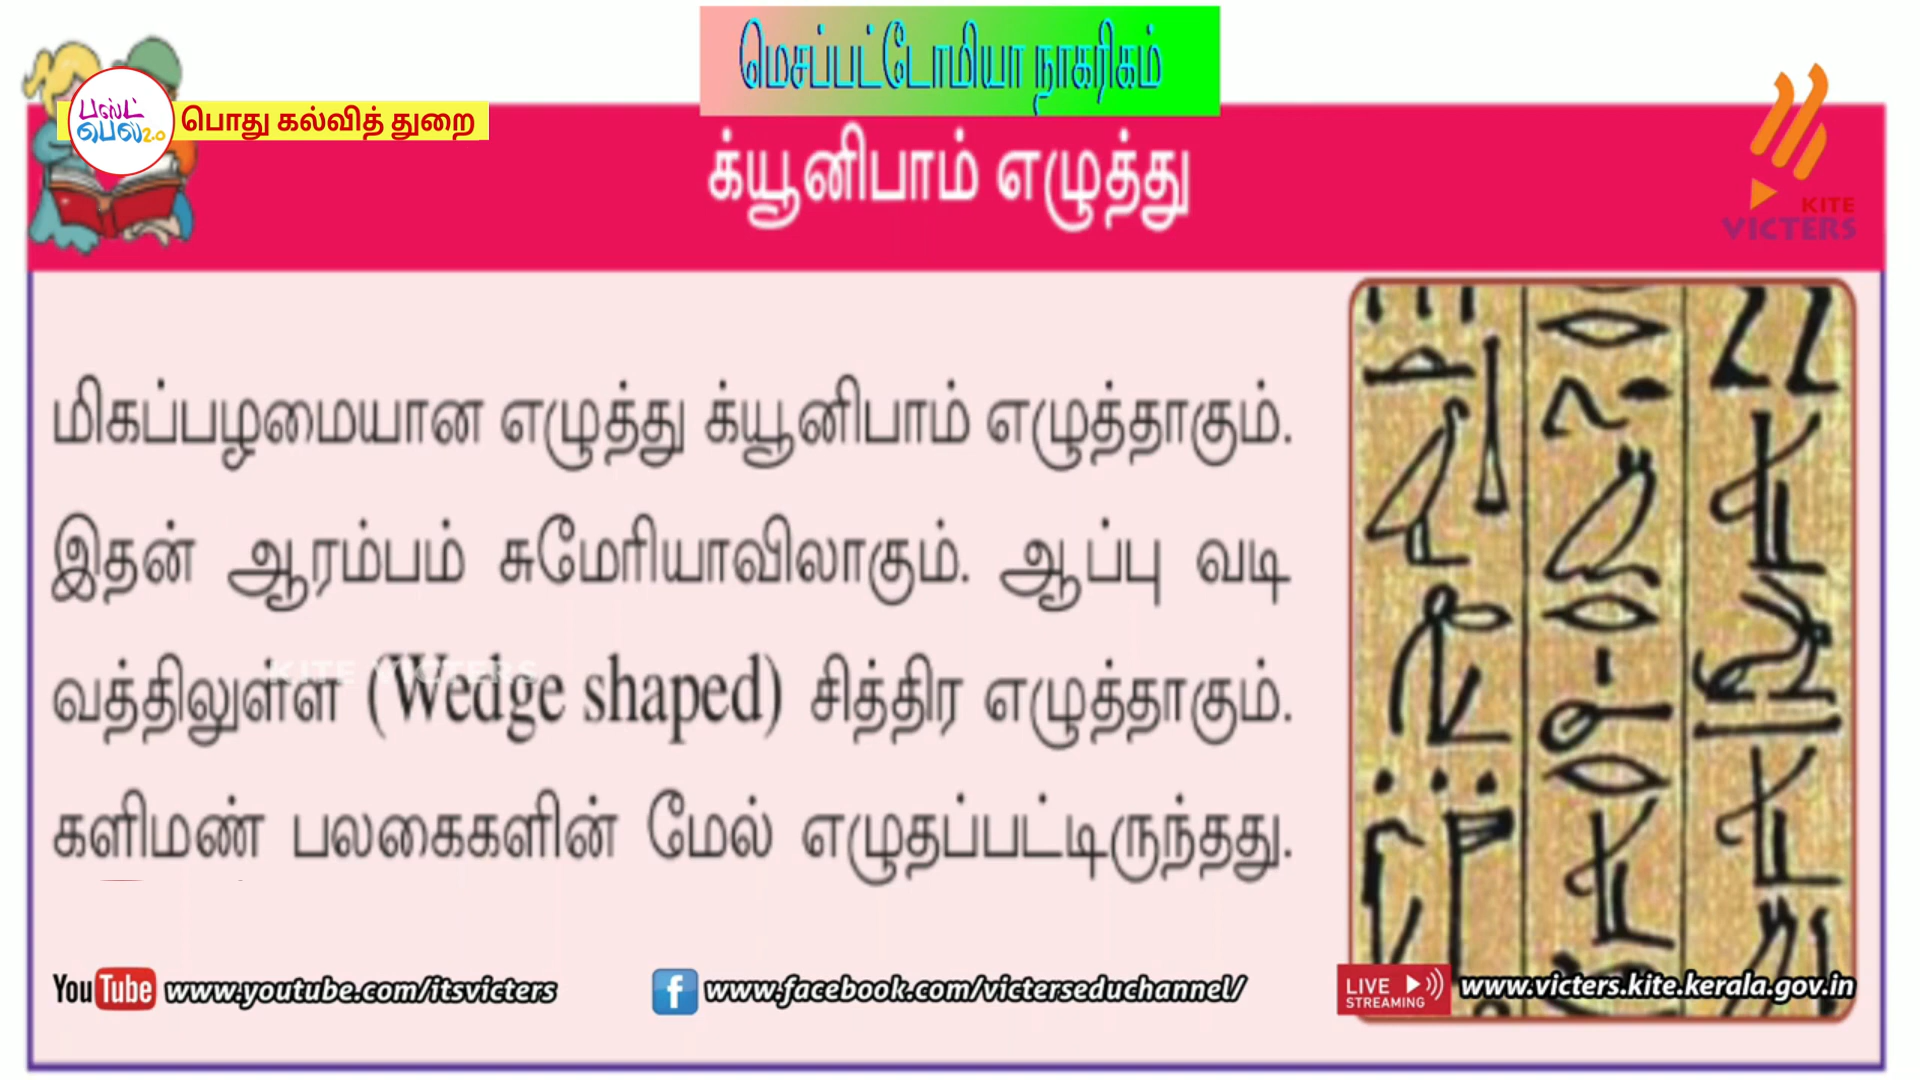 மெசப்பட்டோமியா நாகரிகம்
பஸ்ட்
பெல் 2.0
பொது கல்வித் துறை
க்யூனிபாம் எழுத்து
KITE
VICTERS
மிகப்பழமையான எழுத்து க்யூனிபாம் எழுத்தாகும்.
இதன் ஆரம்பம் சுமேரியாவிலாகும். ஆப்பு வடி
வத்திலுள்ள (Wedge shaped) சித்திர எழுத்தாகும்.
KITE VICTERS
களிமண் பலகைகளின் மேல் எழுதப்பட்டிருந்தது.
YouTube www.youtube.com/itsvicters
f www.facebook.com/victerseduchannel/
LIVE STREAMING www.victers.kite.kerala.gov.in